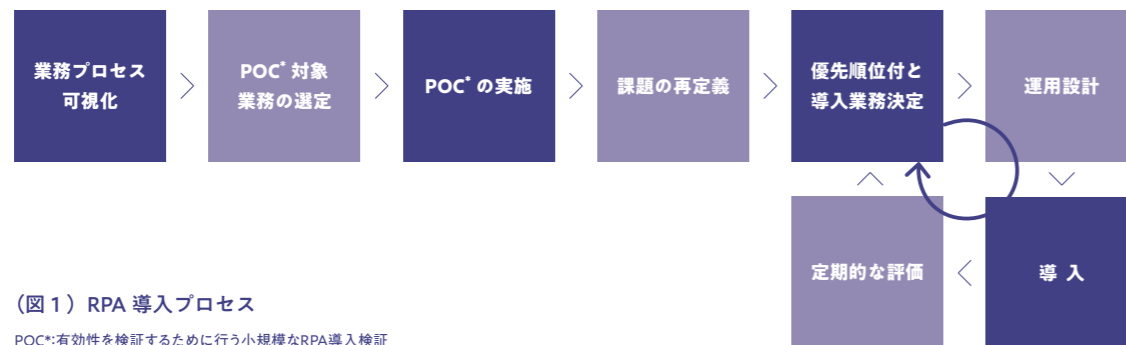 業務プロセス
可視化
POC*対象
業務の選定
POC*の実施
課題の再定義
優先順位付と
導入業務決定
運用設計
導 入
定期的な評価
（図１）RPA 導入プロセス
POC*:有効性を検証するために行う小規模なRPA導入検証